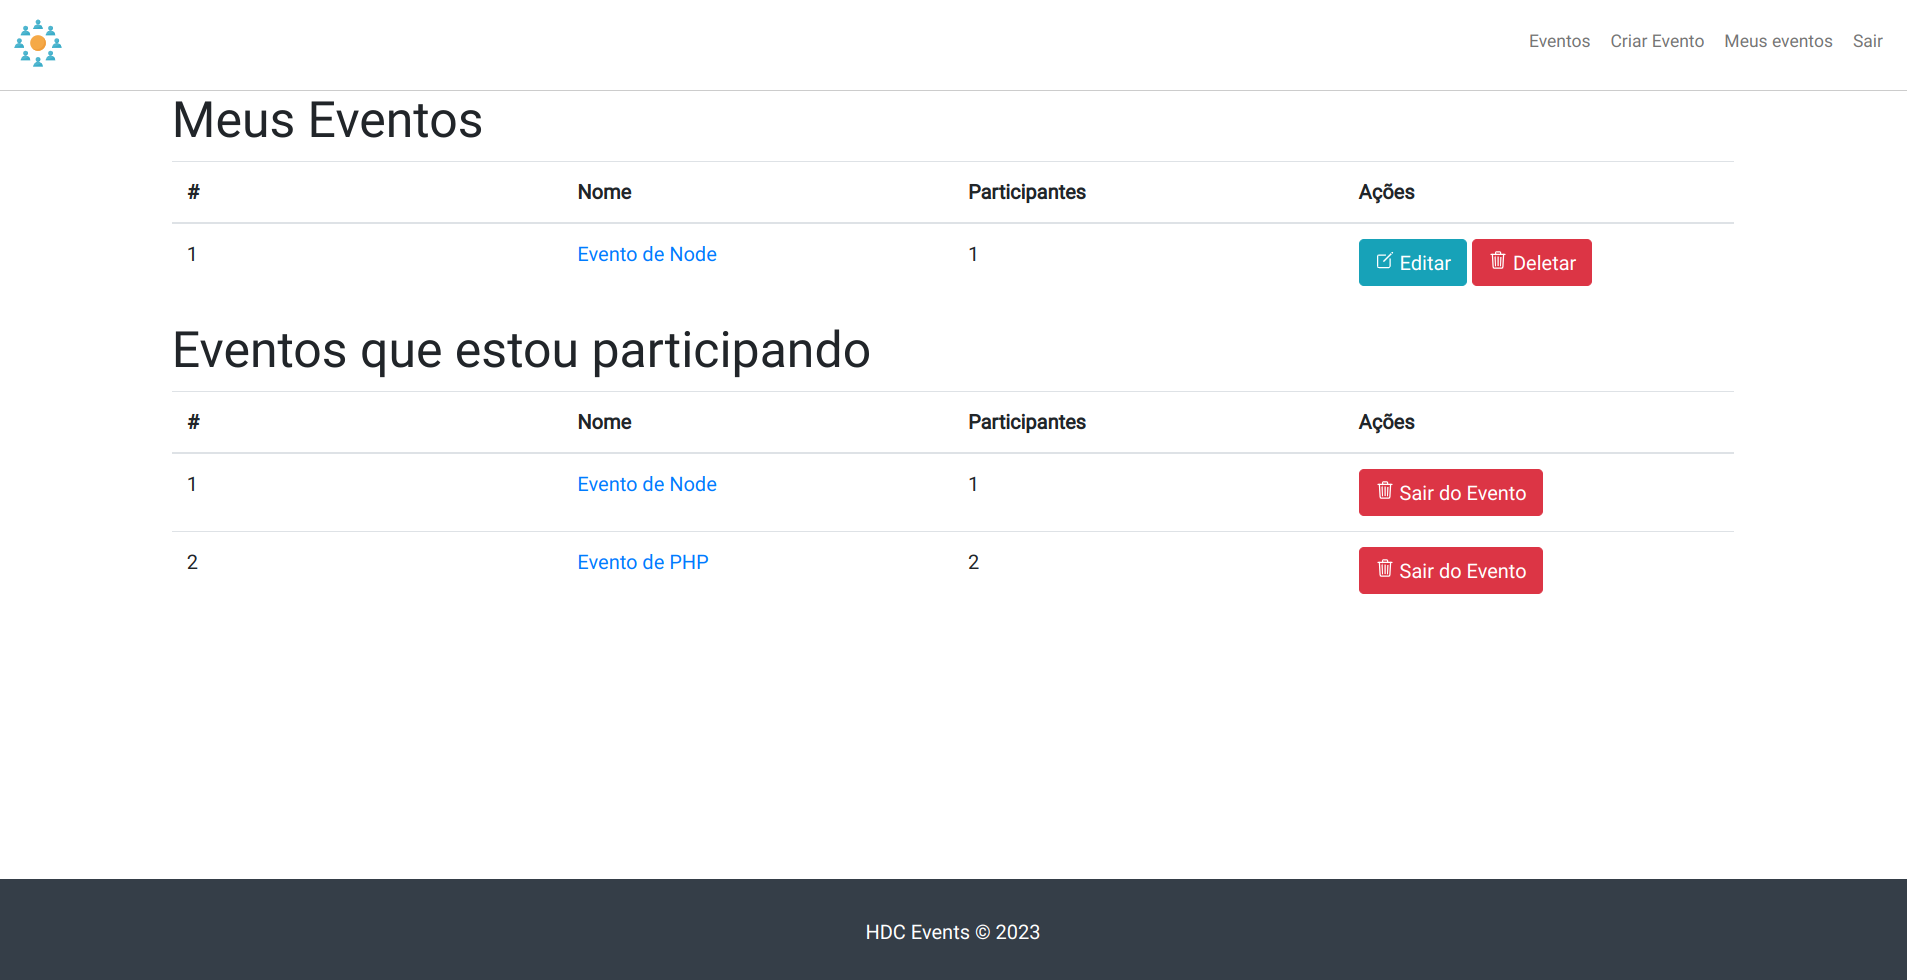 Eventos Criar Evento Meus eventos Sair
Meus Eventos
# Nome Participantes Ações
1 Evento de Node 1 Editar Deletar
Eventos que estou participando
# Nome Participantes Ações
1 Evento de Node 1 Sair do Evento
2 Evento de PHP 2 Sair do Evento
HDC Events © 2023